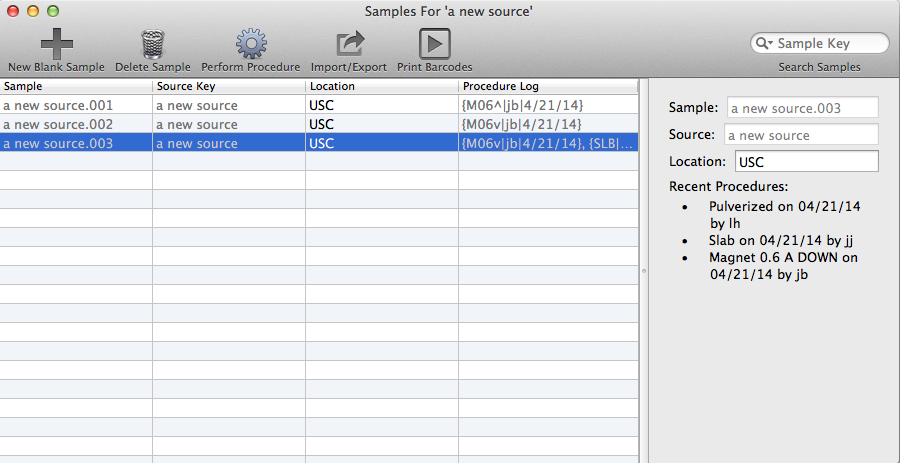 Samples For 'a new source'
New Blank Sample Delete Sample Perform Procedure Import/Export Print Barcodes
Sample Key
Search Samples
Sample Source Key Location Procedure Log
a new source.001 a new source USC {M06^|jb|4/21/14}
a new source.002 a new source USC {M06v|jb|4/21/14}
a new source.003 a new source USC {M06v|jb|4/21/14}, {SLB|...
Sample: a new source.003
Source: a new source
Location: USC
Recent Procedures:
• Pulverized on 04/21/14
by lh
• Slab on 04/21/14 by jj
• Magnet 0.6 A DOWN on
04/21/14 by jb